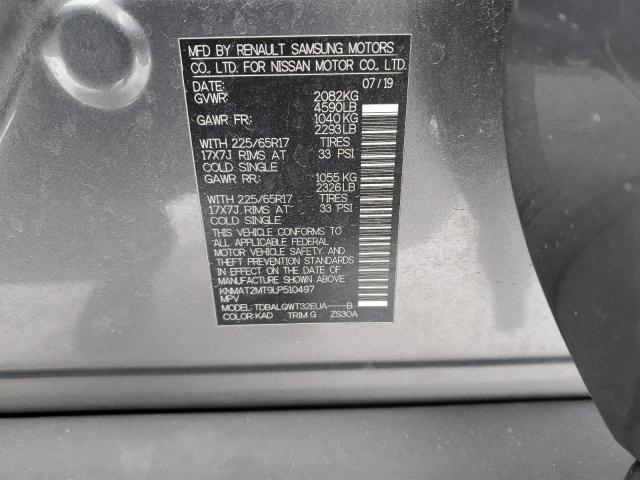 MFD BY RENAULT SAMSUNG MOTORS
CO., LTD. FOR NISSAN MOTOR CO., LTD.
DATE: 07/19
GVWR: 2082KG
4590LB
GAWR FR: 1040 KG
2293LB
WITH 225/65R17 TIRES
17X7J RIMS AT 33 PSI
COLD SINGLE
GAWR RR: 1055 KG
2326LB
WITH 225/65R17 TIRES
17X7J RIMS AT 33 PSI
COLD SINGLE
THIS VEHICLE CONFORMS TO
ALL APPLICABLE FEDERAL
MOTOR VEHICLE SAFETY AND
THEFT PREVENTION STANDARDS
IN EFFECT ON THE DATE OF
MANUFACTURE SHOWN ABOVE.
KNMAT2MT9LP510497
MPV
MODEL: TDBALGWT32EUA----B
COLOR:KAD TRIM:G ZS30A